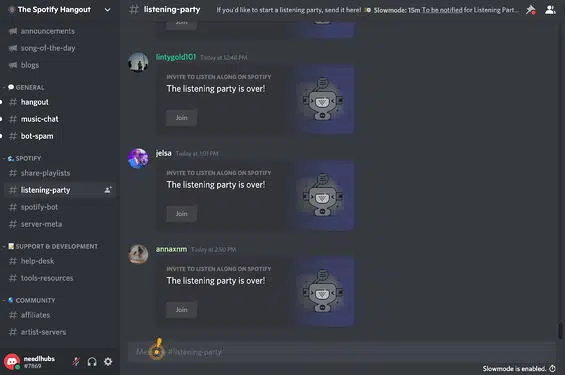 The Spotify Hangout
announcements
song-of-the-day
blogs
GENERAL
hangout
music-chat
bot-spam
SPOTIFY
share-playlists
listening-party
spotify-bot
server-meta
SUPPORT & DEVELOPMENT
help-desk
tools-resources
COMMUNITY
affiliates
artist-servers
needlhubs
#7869
# listening-party
If you'd like to start a listening party, send it here! Slowmode: 15m To be notified for Listening Part...
lintygold101 Today at 12:40 PM
INVITE TO LISTEN ALONG ON SPOTIFY
The listening party is over!
Join
jelsa Today at 1:01 PM
INVITE TO LISTEN ALONG ON SPOTIFY
The listening party is over!
Join
annaxnm Today at 2:50 PM
INVITE TO LISTEN ALONG ON SPOTIFY
The listening party is over!
Join
#listening-party
Slowmode is enabled.